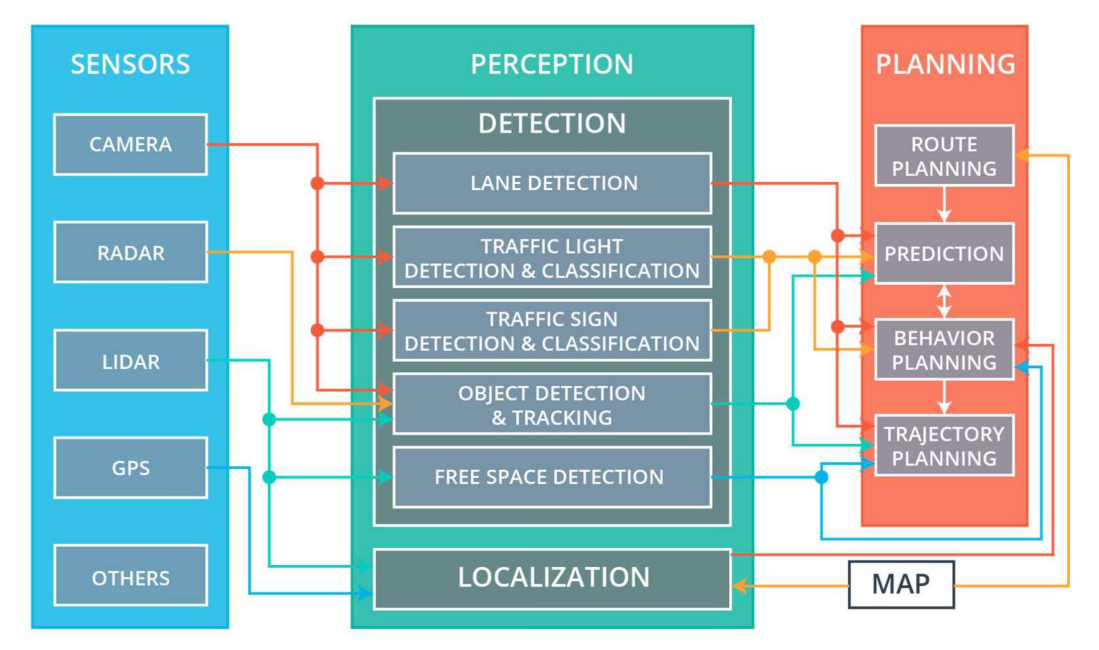 SENSORS
CAMERA
RADAR
LIDAR
GPS
OTHERS
PERCEPTION
DETECTION
LANE DETECTION
TRAFFIC LIGHT
DETECTION & CLASSIFICATION
TRAFFIC SIGN
DETECTION & CLASSIFICATION
OBJECT DETECTION
& TRACKING
FREE SPACE DETECTION
LOCALIZATION
PLANNING
ROUTE
PLANNING
PREDICTION
BEHAVIOR
PLANNING
TRAJECTORY
PLANNING
MAP